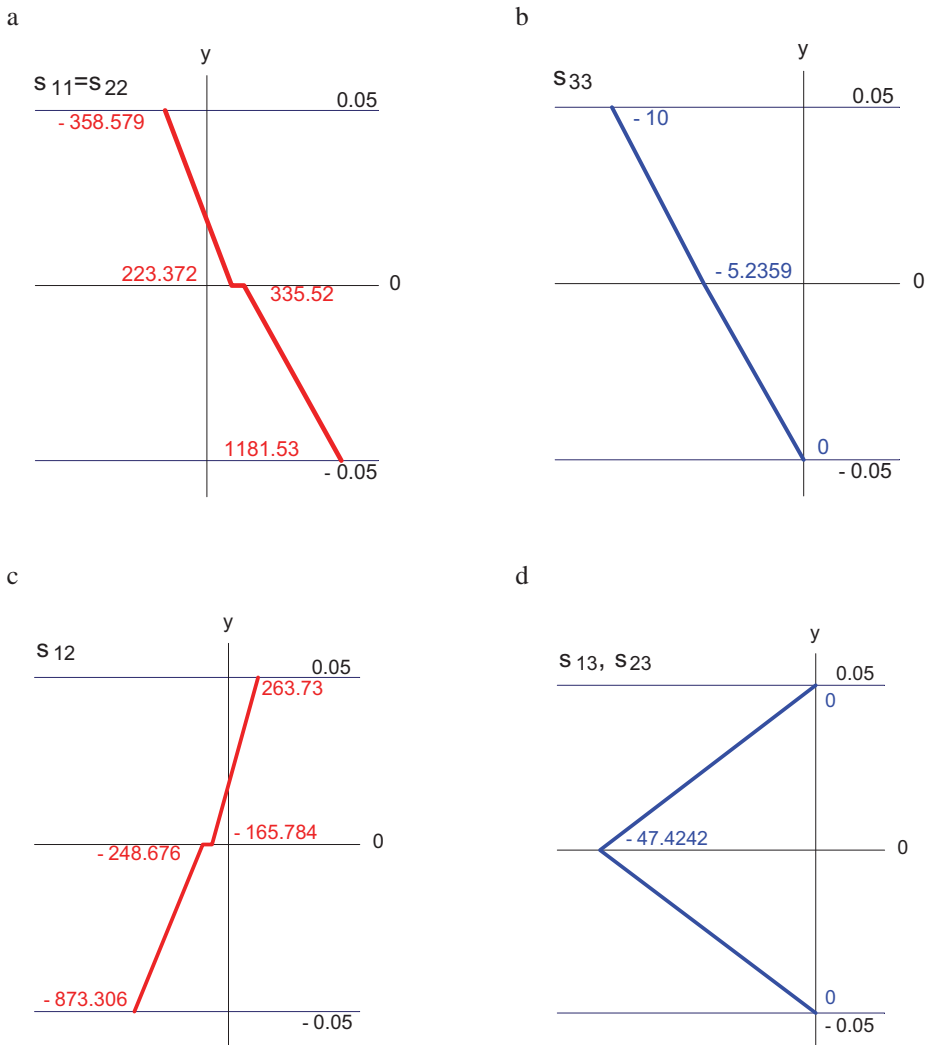 a
y
s 11=s 22
0.05
- 358.579
223.372
0
335.52
1181.53
- 0.05
b
y
s 33
0.05
- 10
- 5.2359
0
0
- 0.05
c
y
s 12
0.05
263.73
- 165.784
0
- 248.676
- 873.306
- 0.05
d
y
s 13, s 23
0.05
0
- 47.4242
0
0
- 0.05